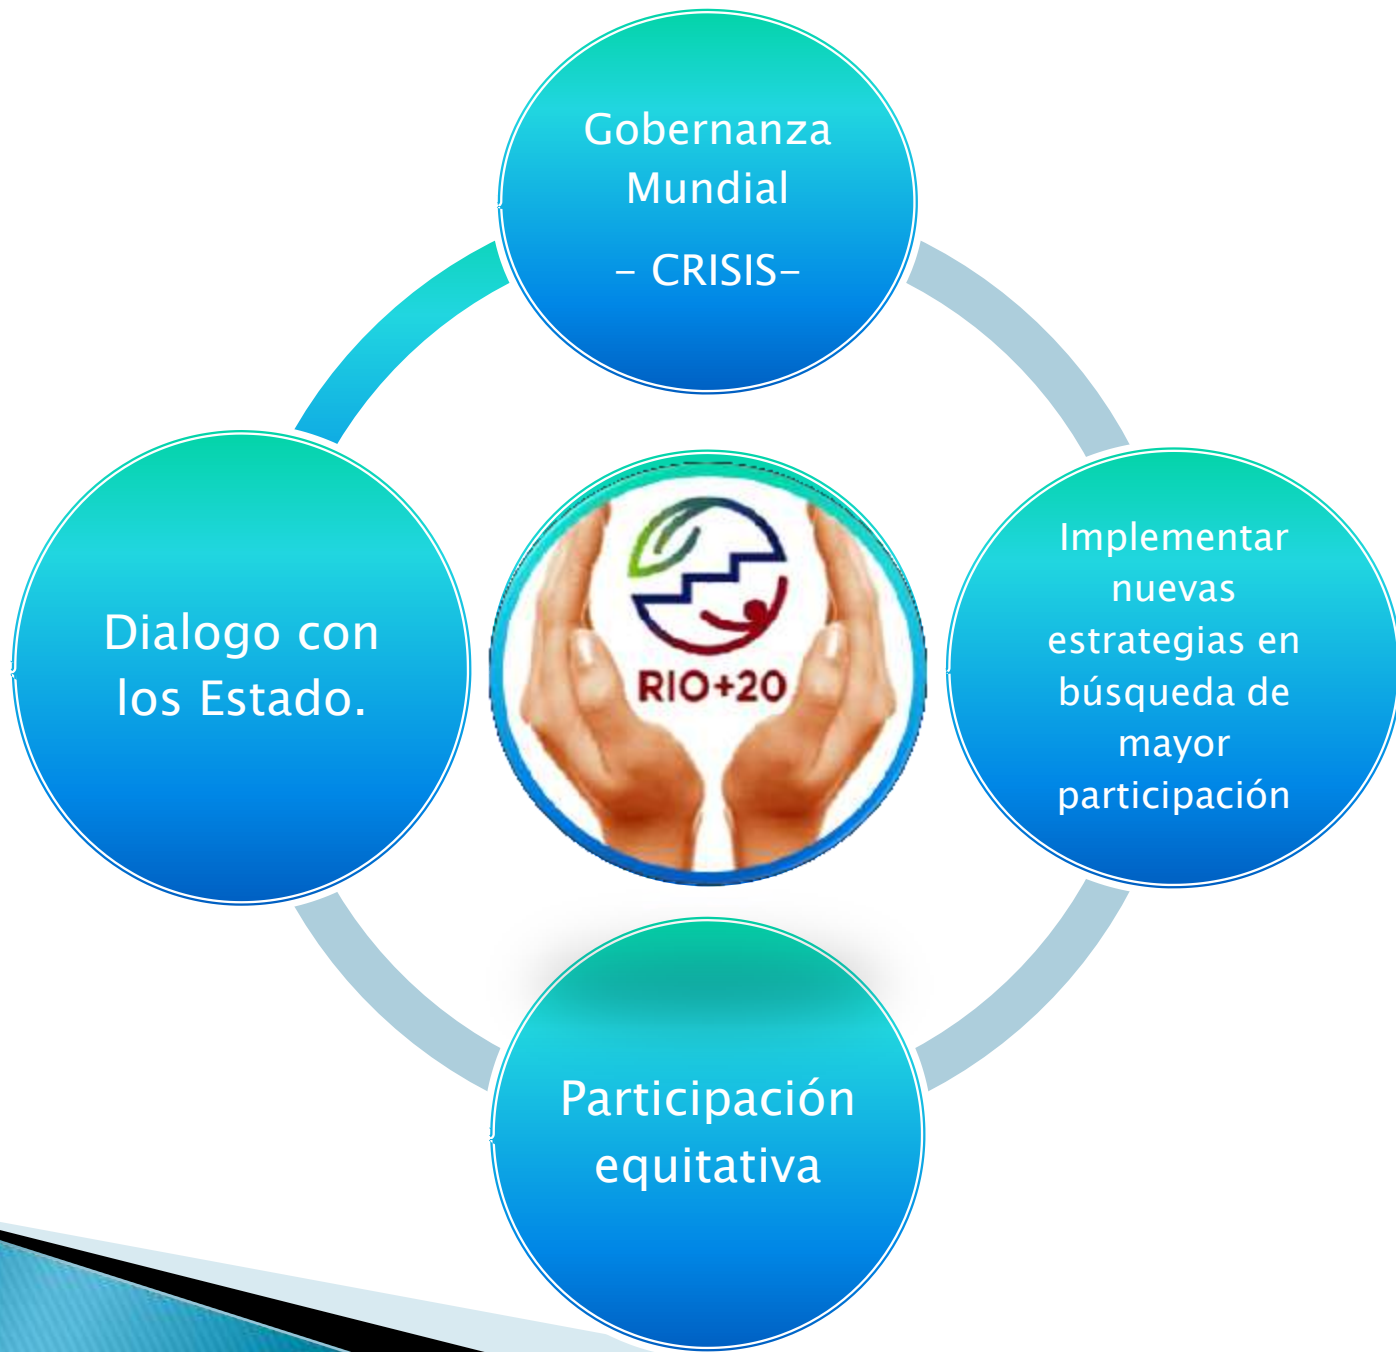 Gobernanza
Mundial
– CRISIS–
Implementar
nuevas
estrategias en
búsqueda de
mayor
participación
Participación
equitativa
Dialogo con
los Estado.
RIO+20